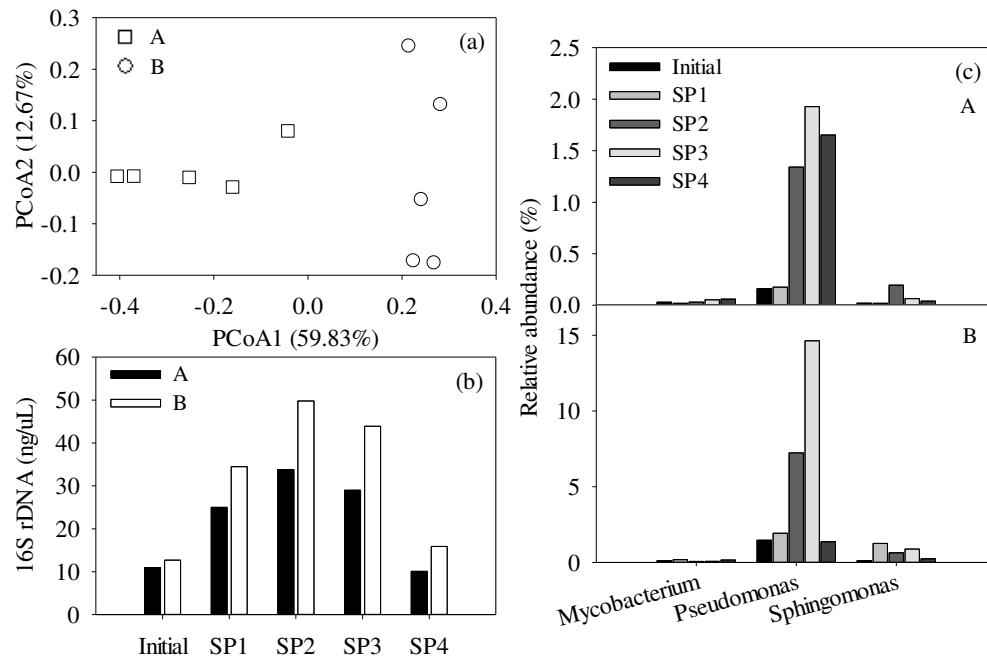 (a)
A
B
0.3
0.2
0.1
0.0
-0.1
-0.2
PCoA2 (12.67%)
-0.4 -0.2 0.0 0.2 0.4
PCoA1 (59.83%)
(b)
A
B
60
50
40
30
20
10
0
16S rDNA (ng/uL)
Initial SP1 SP2 SP3 SP4
(c)
A
Initial
SP1
SP2
SP3
SP4
2.5
2.0
1.5
1.0
0.5
0.0
Relative abundance (%)
B
15
10
5
0
Mycobacterium Pseudomonas Sphingomonas